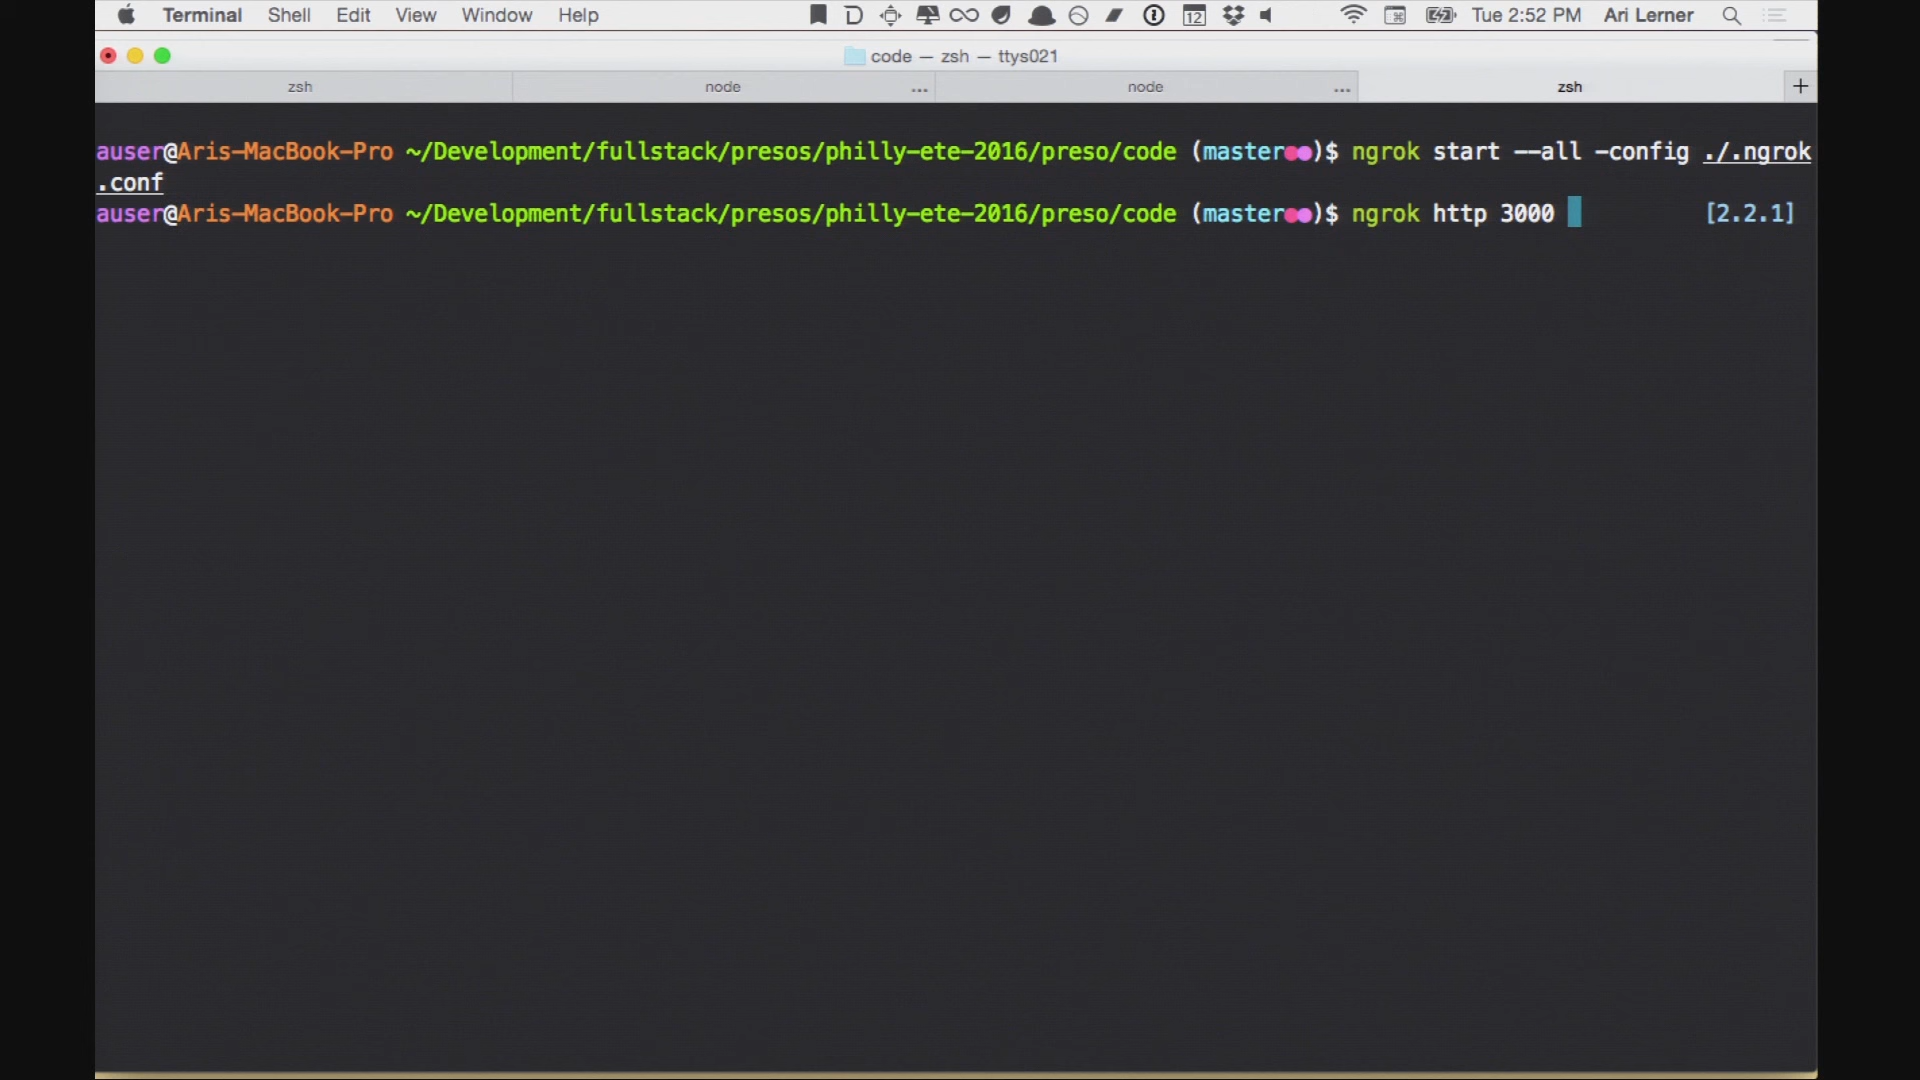 Terminal Shell Edit View Window Help 12 Tue 2:52 PM Ari Lerner
code — zsh — ttys021
zsh node ... node ... zsh +
auser@Aris-MacBook-Pro ~/Development/fullstack/presos/philly-ete-2016/preso/code (master●●)$ ngrok start --all -config ./.ngrok
.conf
auser@Aris-MacBook-Pro ~/Development/fullstack/presos/philly-ete-2016/preso/code (master●●)$ ngrok http 3000 [2.2.1]